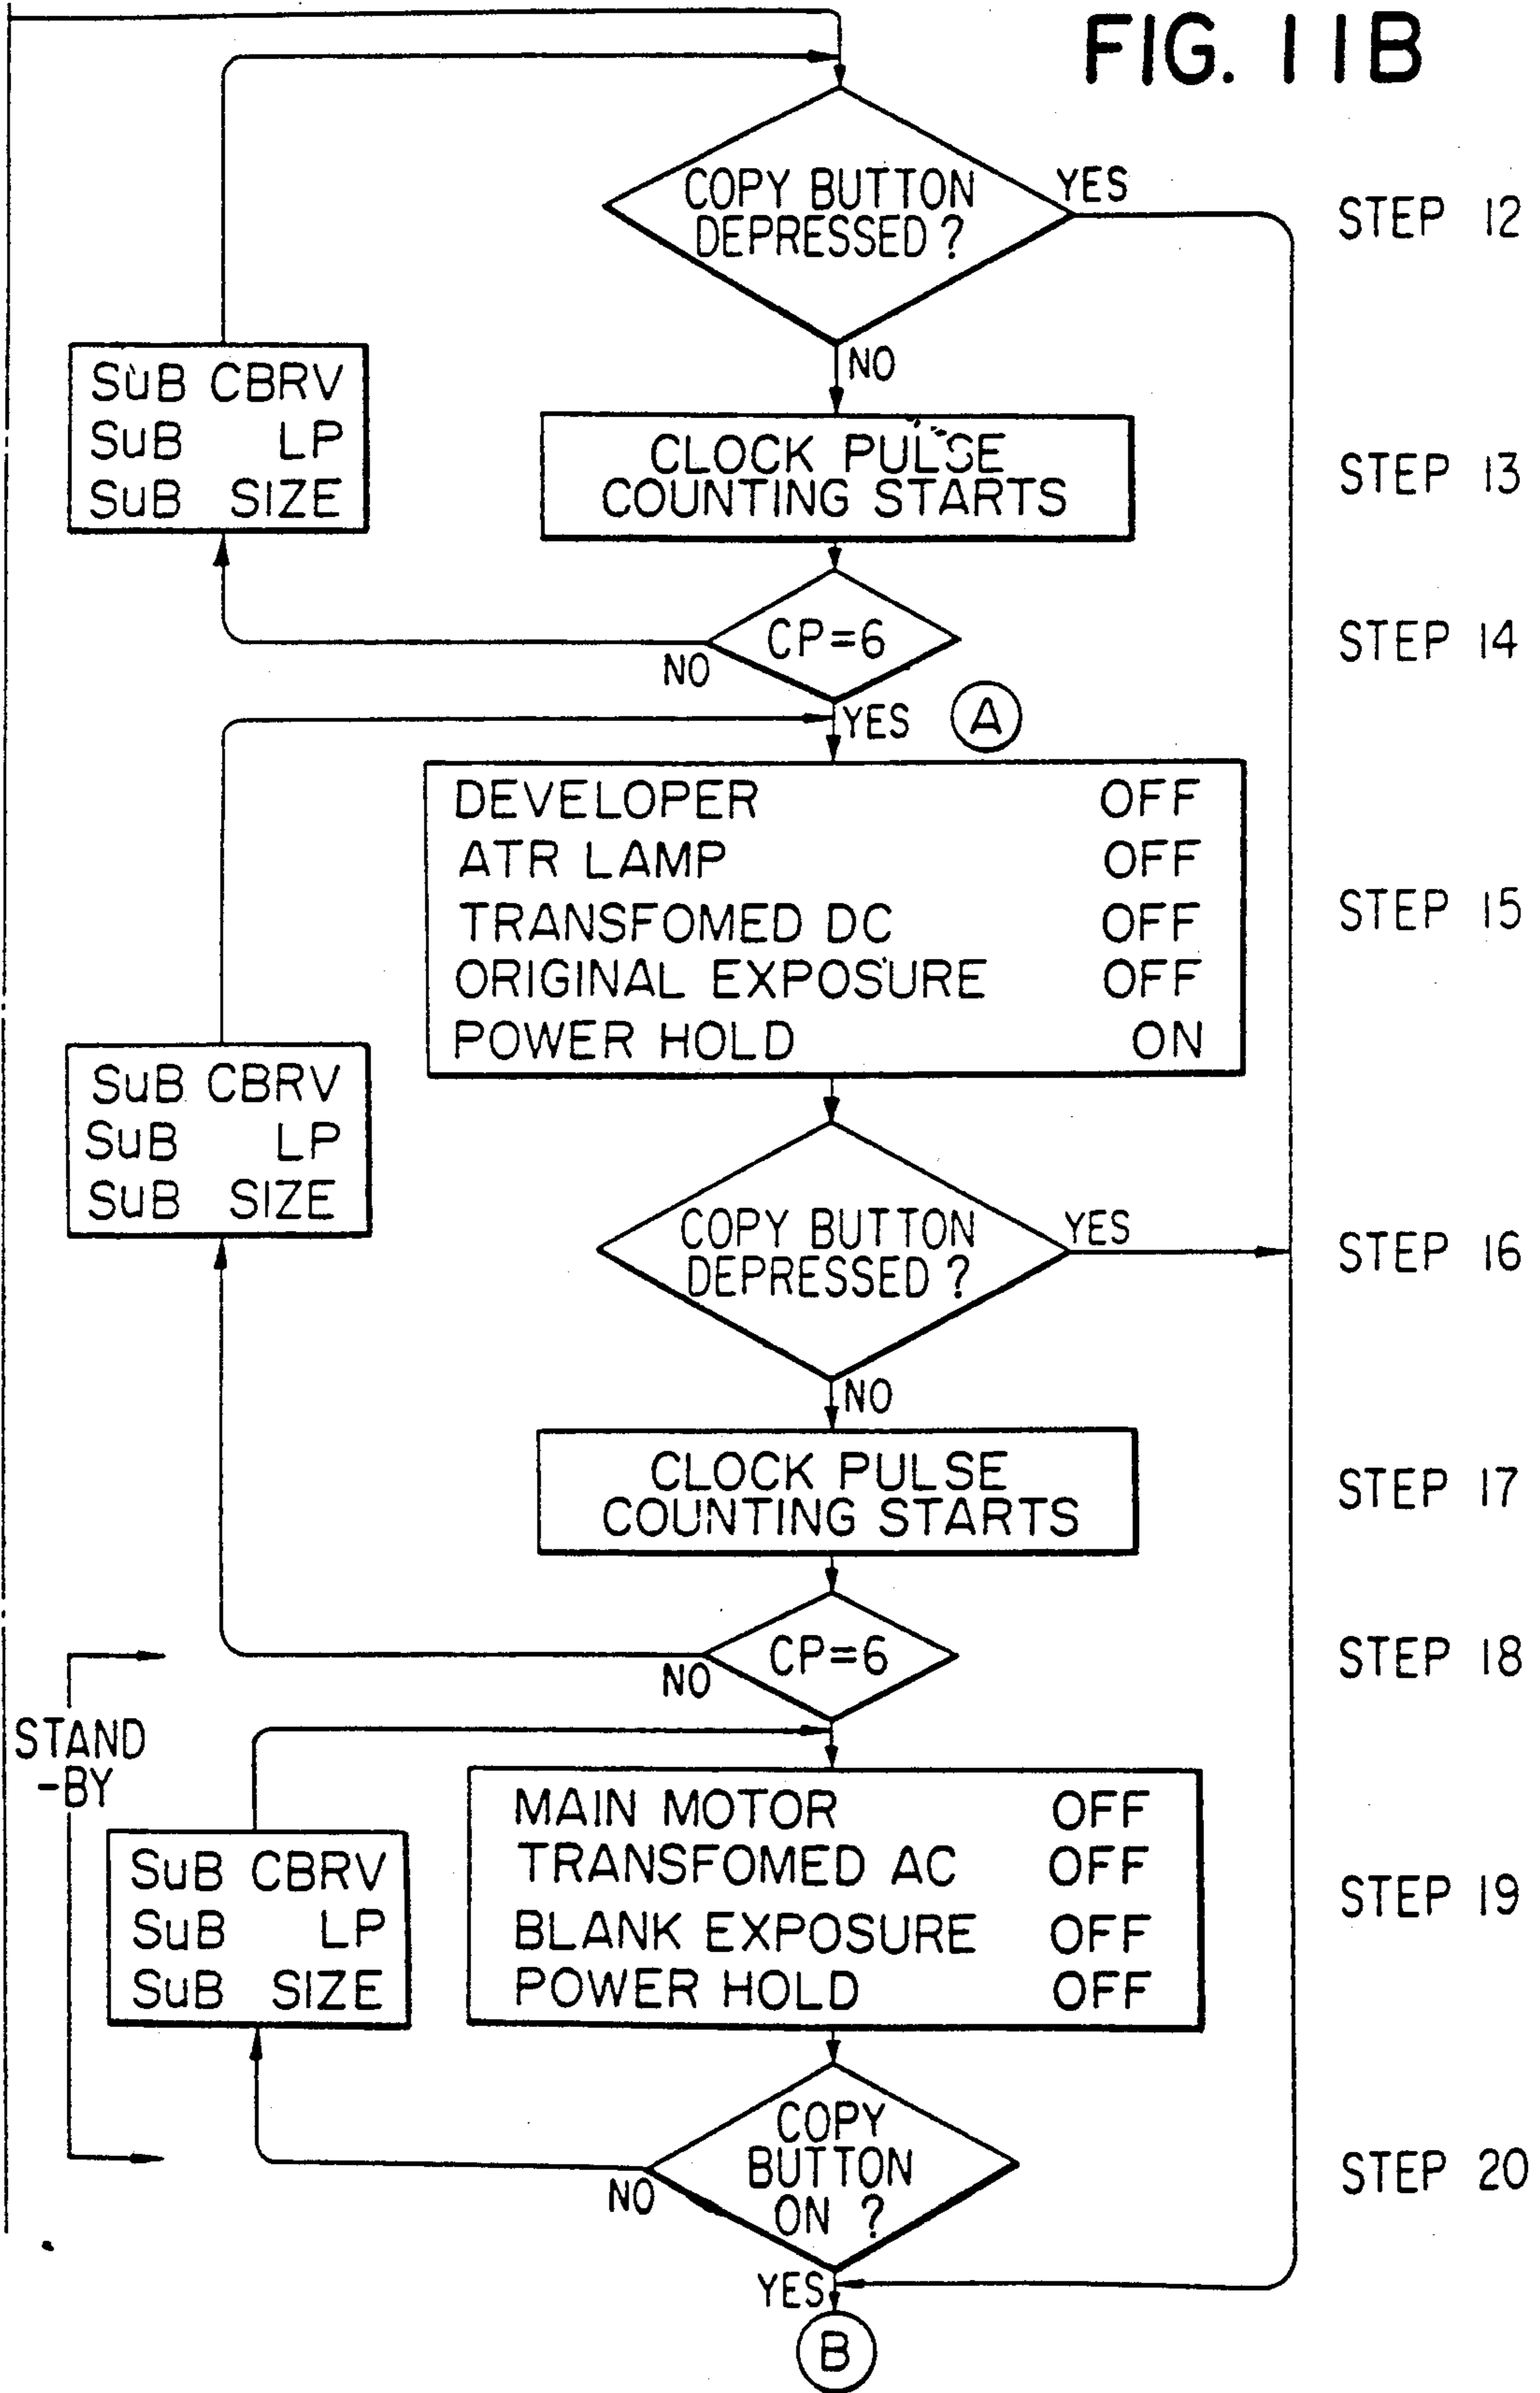 FIG. 11B
COPY BUTTON
DEPRESSED ?
YES
STEP 12
NO
SuB CBRV
SuB LP
SuB SIZE
CLOCK PULSE
COUNTING STARTS
STEP 13
CP=6
NO
STEP 14
YES
A
DEVELOPER OFF
ATR LAMP OFF
TRANSFOMED DC OFF
ORIGINAL EXPOSURE OFF
POWER HOLD ON
STEP 15
SuB CBRV
SuB LP
SuB SIZE
COPY BUTTON
DEPRESSED ?
YES
STEP 16
NO
CLOCK PULSE
COUNTING STARTS
STEP 17
CP=6
NO
STEP 18
STAND
-BY
MAIN MOTOR OFF
TRANSFOMED AC OFF
BLANK EXPOSURE OFF
POWER HOLD OFF
STEP 19
SuB CBRV
SuB LP
SuB SIZE
COPY
BUTTON
ON ?
NO
STEP 20
YES
B